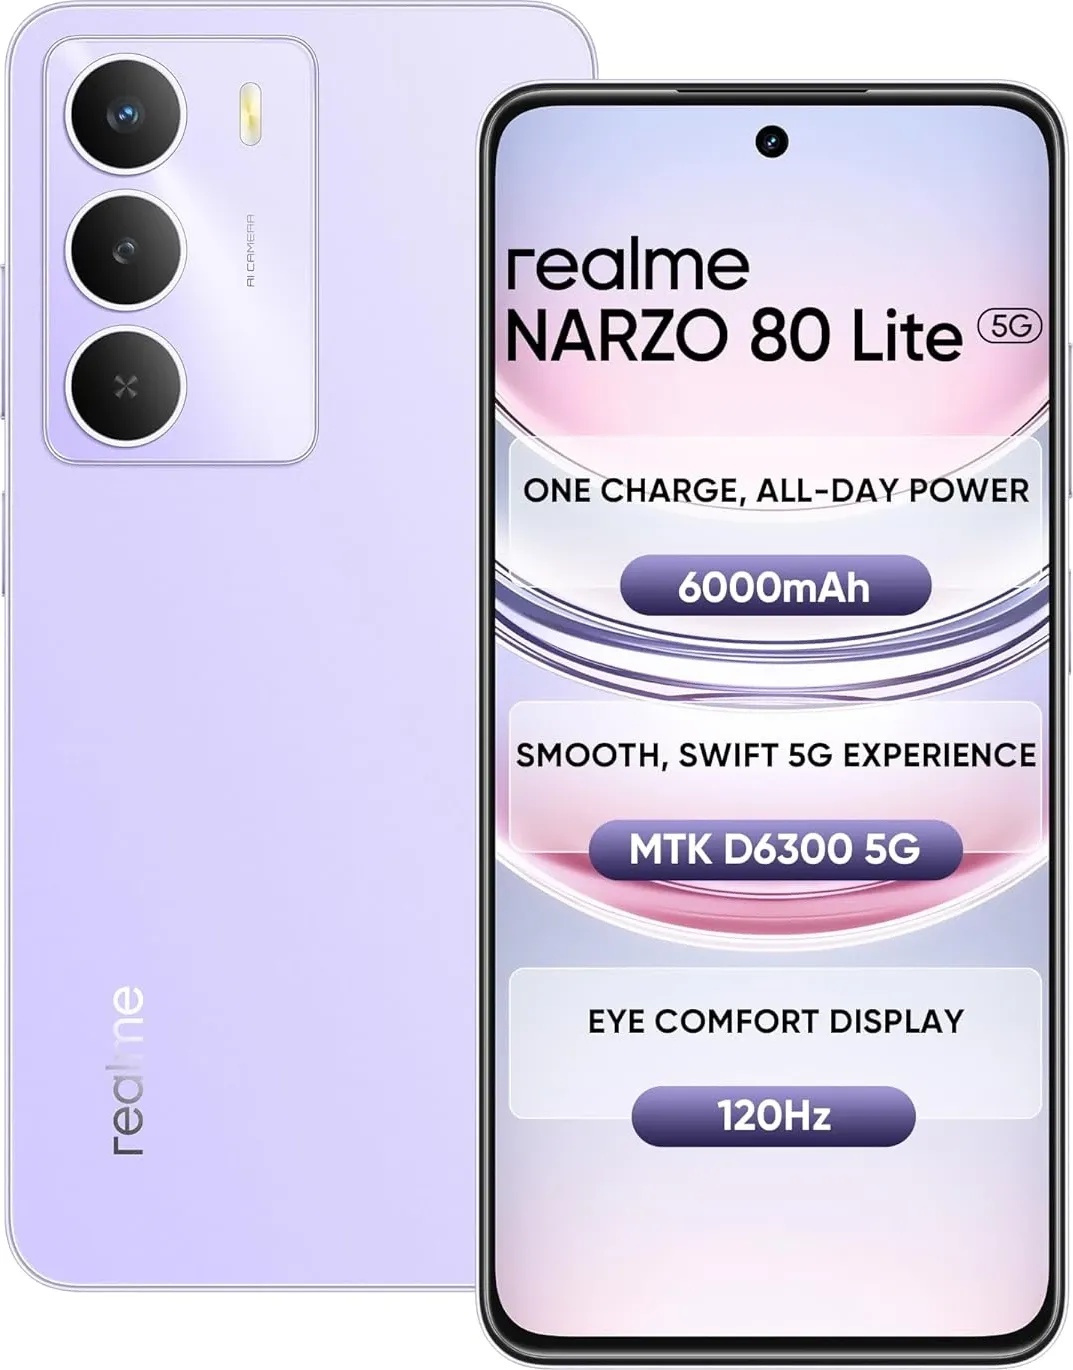 AI CAMERA
realme
realme
NARZO 80 Lite 5G
ONE CHARGE, ALL-DAY POWER
6000mAh
SMOOTH, SWIFT 5G EXPERIENCE
MTK D6300 5G
EYE COMFORT DISPLAY
120Hz